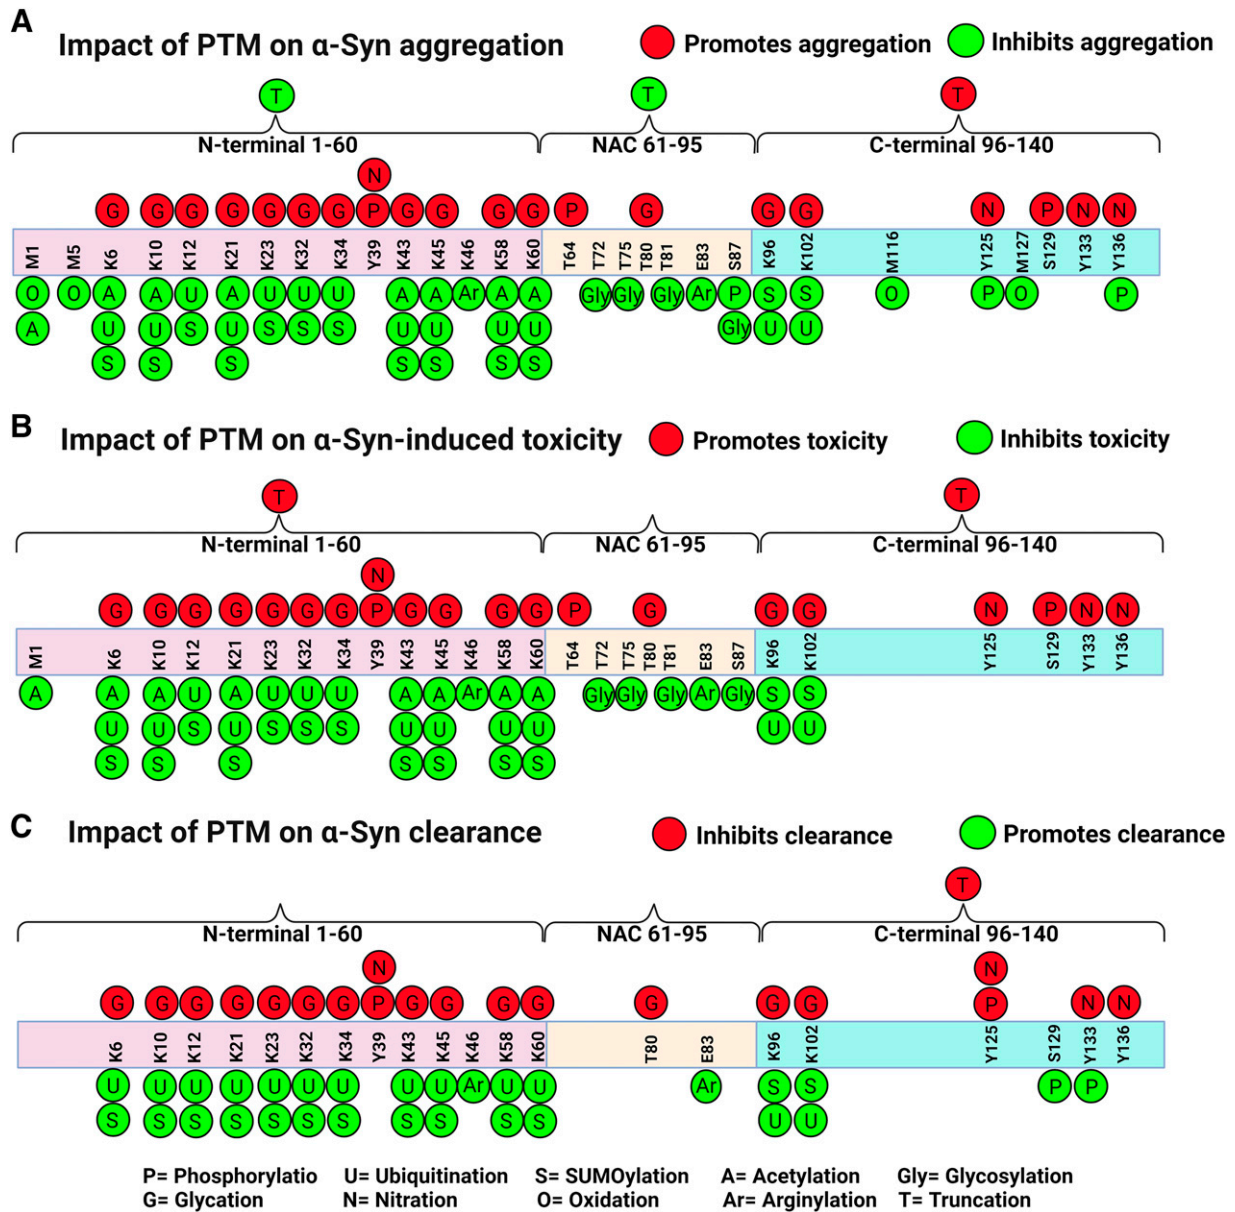 A
Impact of PTM on α-Syn aggregation
Promotes aggregation
Inhibits aggregation
T T T
N-terminal 1-60 NAC 61-95 C-terminal 96-140
N
G G G G G G G P G G G G P G G G N P N N
M1 M5 K6 K10 K12 K21 K23 K32 K34 Y39 K43 K45 K46 K58 K60 T64 T72 T75 T80 T81 E83 S87 K96 K102 M116 Y125 M127 S129 Y133 Y136
O O A A U A U U U A A Ar A A Gly Gly Gly Ar P S S O P O P
A U U S U S S S U U U U Gly U U
S S S S S S S
B
Impact of PTM on α-Syn-induced toxicity
Promotes toxicity
Inhibits toxicity
T T
N-terminal 1-60 NAC 61-95 C-terminal 96-140
N
G G G G G G G P G G G G P G G G N P N N
M1 K6 K10 K12 K21 K23 K32 K34 Y39 K43 K45 K46 K58 K60 T64 T72 T75 T80 T81 E83 S87 K96 K102 Y125 S129 Y133 Y136
A A A U A U U U A A Ar A A Gly Gly Gly Ar Gly S S
U U S U S S S U U U U U U
S S S S S S S
C
Impact of PTM on α-Syn clearance
Inhibits clearance
Promotes clearance
T
N-terminal 1-60 NAC 61-95 C-terminal 96-140
N N
G G G G G G G P G G G G G G G P N N
K6 K10 K12 K21 K23 K32 K34 Y39 K43 K45 K46 K58 K60 T80 E83 K96 K102 Y125 S129 Y133 Y136
U U U U U U U U U Ar U U Ar S S P P
S S S S S S S S S S S U U
P= Phosphorylatio U= Ubiquitination S= SUMOylation A= Acetylation Gly= Glycosylation
G= Glycation N= Nitration O= Oxidation Ar= Arginylation T= Truncation